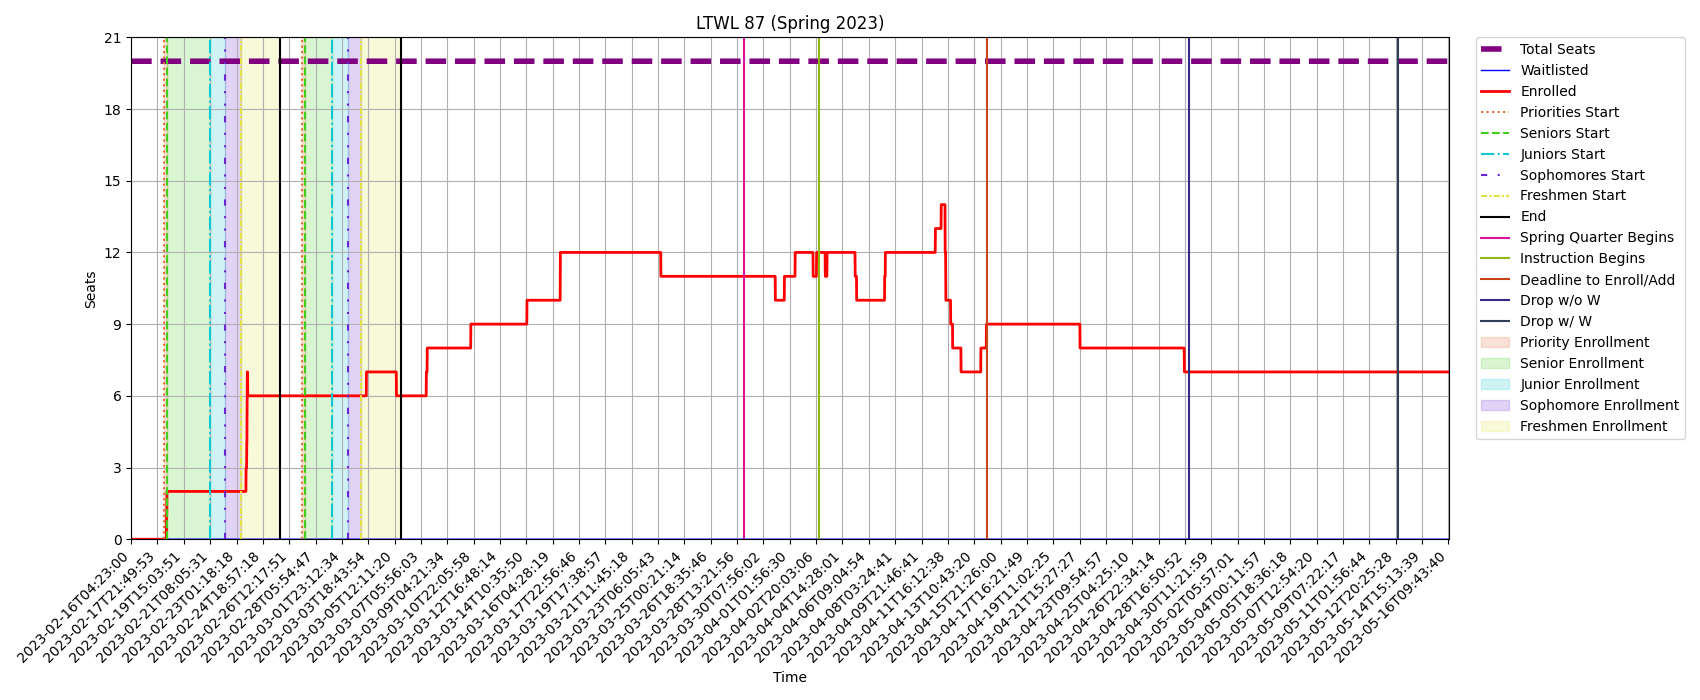 LTWL 87 (Spring 2023)
21
18
15
12
9
6
3
0
Seats
2023-02-16T04:23:00
2023-02-17T21:49:53
2023-02-19T15:03:51
2023-02-21T08:05:31
2023-02-23T01:18:18
2023-02-24T18:57:18
2023-02-26T12:17:51
2023-02-28T05:54:47
2023-03-01T23:12:34
2023-03-03T18:43:54
2023-03-05T12:11:20
2023-03-07T05:56:03
2023-03-09T04:21:34
2023-03-10T22:05:58
2023-03-12T16:48:14
2023-03-14T10:35:50
2023-03-16T04:28:19
2023-03-17T22:56:46
2023-03-19T17:38:57
2023-03-21T11:45:18
2023-03-23T06:05:43
2023-03-25T00:21:14
2023-03-26T18:35:46
2023-03-28T13:21:56
2023-03-30T07:56:02
2023-04-01T01:56:30
2023-04-02T20:03:06
2023-04-04T14:28:01
2023-04-06T09:04:54
2023-04-08T03:24:41
2023-04-09T21:46:41
2023-04-11T16:12:38
2023-04-13T10:43:20
2023-04-15T21:26:00
2023-04-17T16:21:49
2023-04-19T11:02:25
2023-04-21T15:27:27
2023-04-23T09:54:57
2023-04-25T04:25:10
2023-04-26T22:34:14
2023-04-28T16:50:52
2023-04-30T11:21:59
2023-05-02T05:57:01
2023-05-04T00:11:57
2023-05-05T18:36:18
2023-05-07T12:54:20
2023-05-09T07:22:17
2023-05-11T01:56:44
2023-05-12T20:25:28
2023-05-14T15:13:39
2023-05-16T09:43:40
Time
Total Seats
Waitlisted
Enrolled
Priorities Start
Seniors Start
Juniors Start
Sophomores Start
Freshmen Start
End
Spring Quarter Begins
Instruction Begins
Deadline to Enroll/Add
Drop w/o W
Drop w/ W
Priority Enrollment
Senior Enrollment
Junior Enrollment
Sophomore Enrollment
Freshmen Enrollment